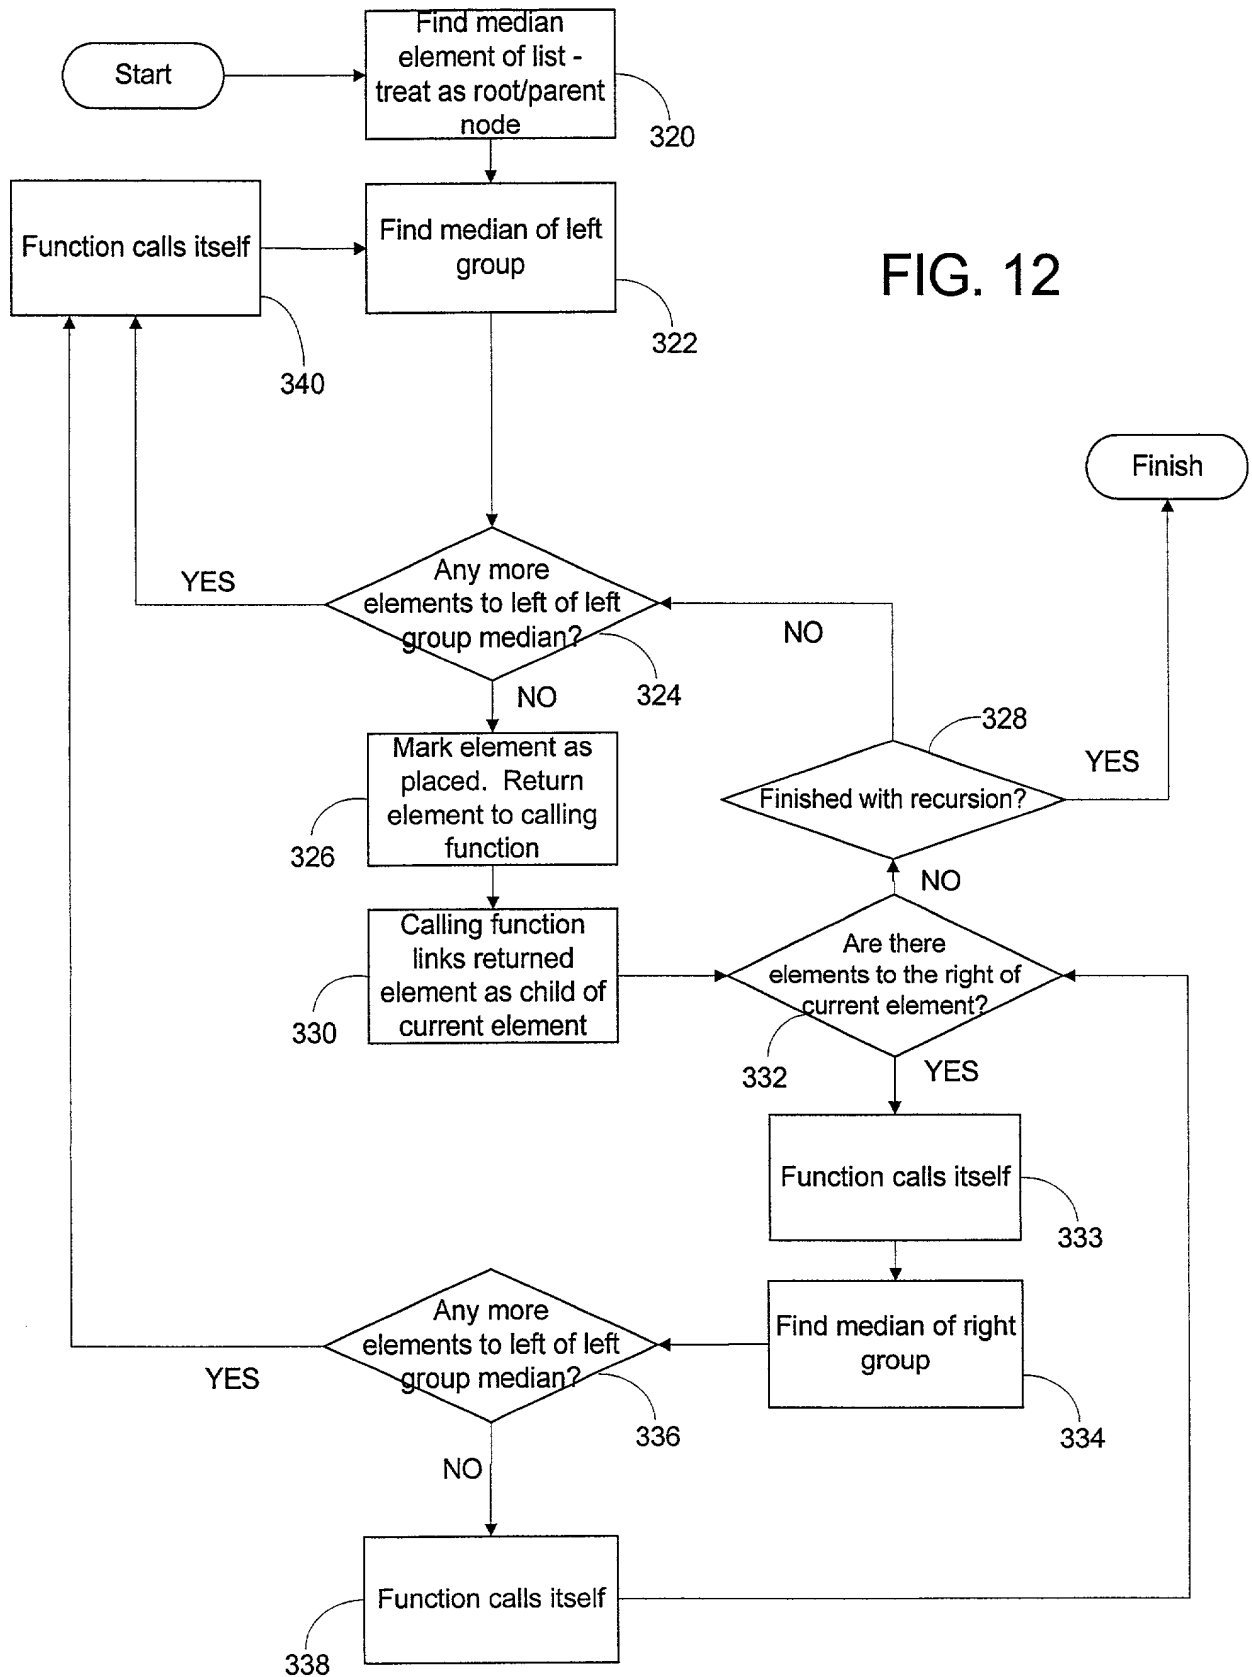 Start
Find median
element of list -
treat as root/parent
node
320
Function calls itself
340
Find median of left
group
322
FIG. 12
Finish
Any more
elements to left of left
group median?
324
YES
NO
NO
328
YES
Finished with recursion?
Mark element as
placed. Return
element to calling
function
326
NO
Calling function
links returned
element as child of
current element
330
Are there
elements to the right of
current element?
332
YES
Function calls itself
333
Find median of right
group
334
Any more
elements to left of left
group median?
336
YES
NO
Function calls itself
338